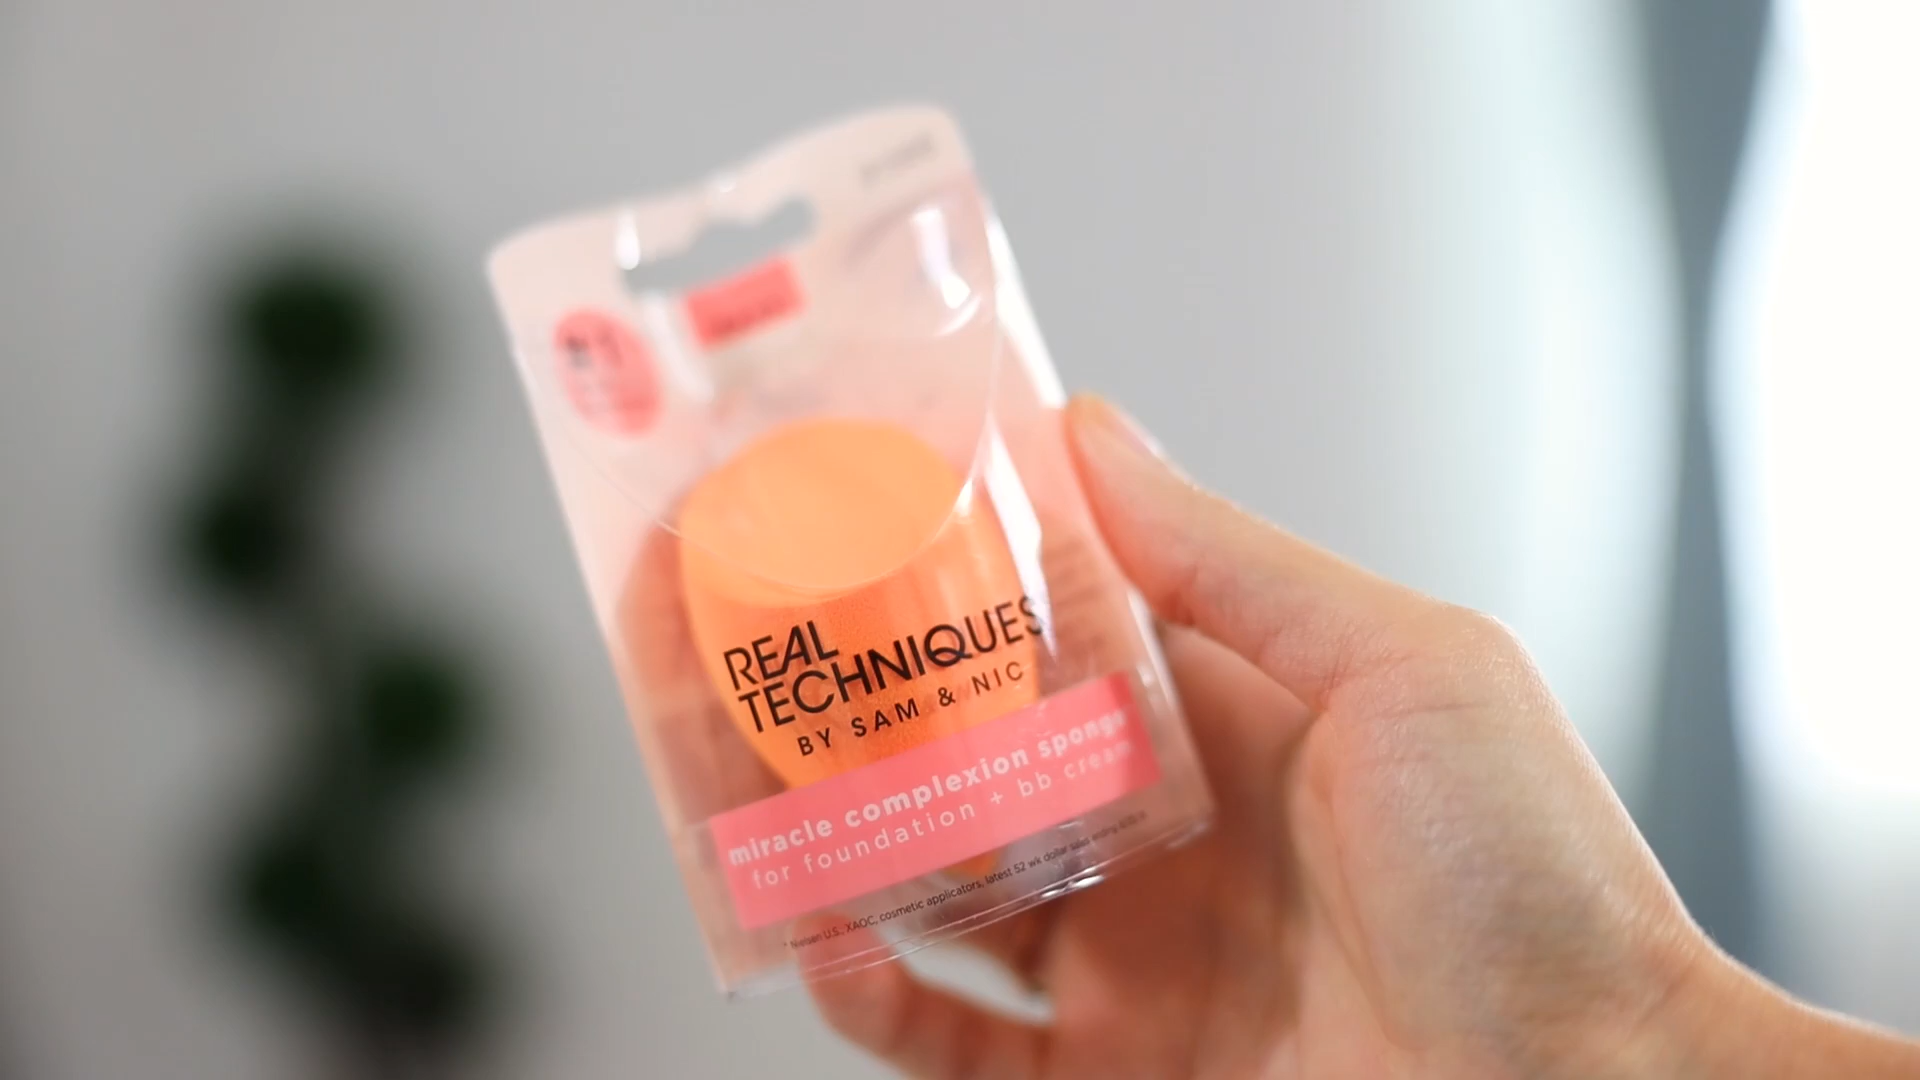 #1
REAL
TECHNIQUES
BY SAM & NIC
miracle complexion sponge
for foundation + bb cream
* Nielsen U.S., XAOC, cosmetic applicators, latest 52 wk dollar sales ending